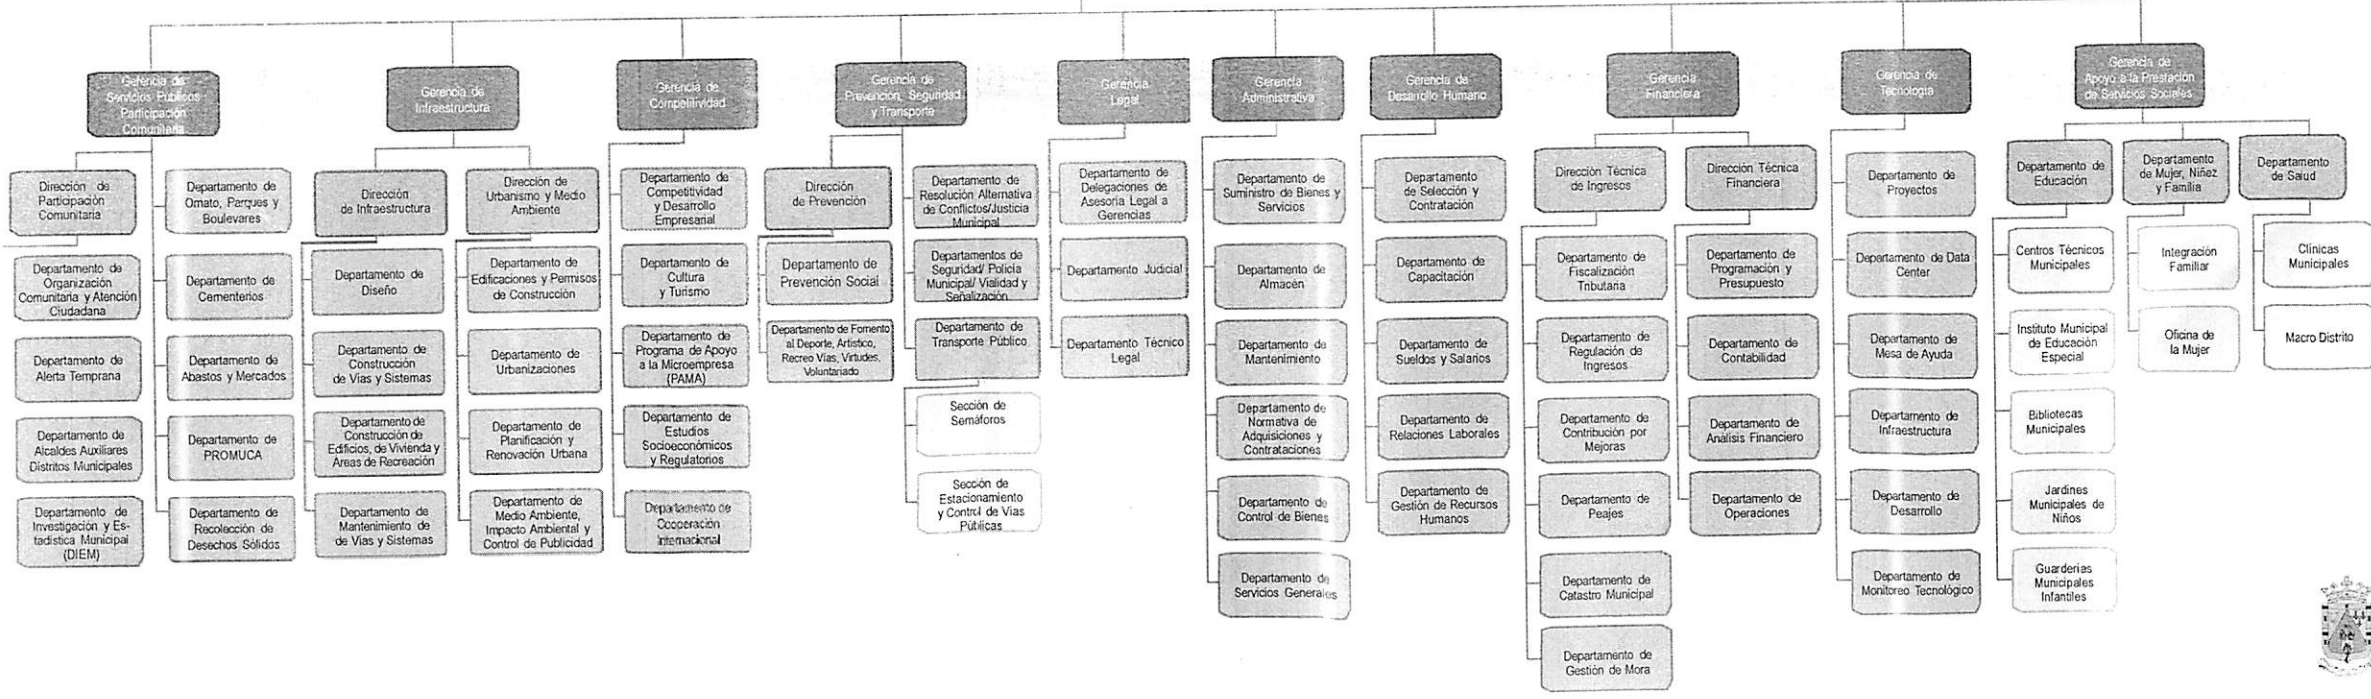 Gerencia de
Servicios Públicos
Participación
Comunitaria
Dirección de
Participación
Comunitaria
Departamento de
Organización
Comunitaria y Atención
Ciudadana
Departamento de
Alerta Temprana
Departamento de
Alcaldes Auxiliares
Distritos Municipales
Departamento de
Investigación y Es-
tadística Municipal
(DIEM)
Departamento de
Ornato, Parques y
Boulevares
Departamento de
Cementerios
Departamento de
Abastos y Mercados
Departamento de
PROMUCA
Departamento de
Recolección de
Desechos Sólidos
Gerencia de
Infraestructura
Dirección
de Infraestructura
Departamento de
Diseño
Departamento de
Construcción
de Vías y Sistemas
Departamento de
Construcción de
Edificios, de Vivienda y
Areas de Recreación
Departamento de
Mantenimiento de
de Vías y Sistemas
Dirección de
Urbanismo y Medio
Ambiente
Departamento de
Edificaciones y Permisos
de Construcción
Departamento de
Urbanizaciones
Departamento de
Planificación y
Renovación Urbana
Departamento de
Medio Ambiente,
Impacto Ambiental y
Control de Publicidad
Gerencia de
Competitividad
Departamento de
Competitividad
y Desarrollo
Empresarial
Departamento de
Cultura
y Turismo
Departamento de
Programa de Apoyo
a la Microempresa
(PAMA)
Departamento de
Estudios
Socioeconómicos
y Regulatorios
Departamento de
Cooperación
Internacional
Gerencia de
Prevención, Seguridad
y Transporte
Dirección
de Prevención
Departamento de
Prevención Social
Departamento de Fomento
al Deporte, Artístico,
Recreo Vías, Virtudes,
Voluntariado
Departamento de
Resolución Alternativa
de Conflictos/Justicia
Municipal
Departamentos de
Seguridad/ Policía
Municipal/ Vialidad y
Señalización
Departamento de
Transporte Público
Sección de
Semáforos
Sección de
Estacionamiento
y Control de Vías
Públicas
Gerencia
Legal
Departamento de
Delegaciones de
Asesoría Legal a
Gerencias
Departamento Judicial
Departamento Técnico
Legal
Gerencia
Administrativa
Departamento de
Suministro de Bienes y
Servicios
Departamento de
Almacén
Departamento de
Mantenimiento
Departamento de
Normativa de
Adquisiciones y
Contrataciones
Departamento de
Control de Bienes
Departamento de
Servicios Generales
Gerencia de
Desarrollo Humano
Departamento
de Selección y
Contratación
Departamento de
Capacitación
Departamento de
Sueldos y Salarios
Departamento de
Relaciones Laborales
Departamento de
Gestión de Recursos
Humanos
Gerencia
Financiera
Dirección Técnica
de Ingresos
Departamento de
Fiscalización
Tributaria
Departamento de
Regulación de
Ingresos
Departamento de
Contribución por
Mejoras
Departamento de
Peajes
Departamento de
Catastro Municipal
Departamento de
Gestión de Mora
Dirección Técnica
Financiera
Departamento de
Programación y
Presupuesto
Departamento de
Contabilidad
Departamento de
Análisis Financiero
Departamento de
Operaciones
Gerencia de
Tecnología
Departamento de
Proyectos
Departamento de Data
Center
Departamento de
Mesa de Ayuda
Departamento de
Infraestructura
Departamento de
Desarrollo
Departamento de
Monitoreo Tecnológico
Gerencia de
Apoyo a la Prestación
de Servicios Sociales
Departamento de
Educación
Centros Técnicos
Municipales
Instituto Municipal
de Educación
Especial
Bibliotecas
Municipales
Jardines
Municipales de
Niños
Guarderías
Municipales
Infantiles
Departamento
de Mujer, Niñez
y Familia
Integración
Familiar
Oficina de
la Mujer
Departamento
de Salud
Clínicas
Municipales
Macro Distrito